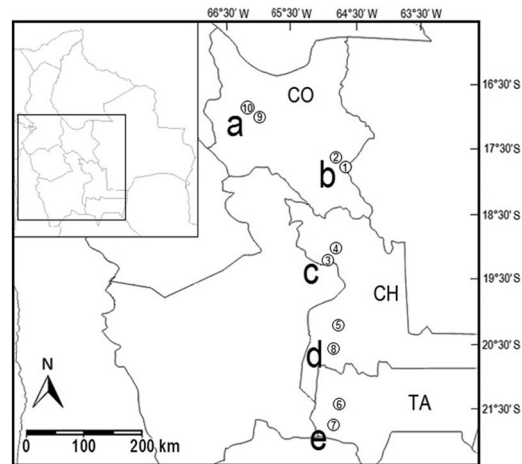 66°30' W 65°30' W 64°30' W 63°30' W
16°30' S
CO
10
9
a
2
1
b
17°30' S
18°30' S
4
3
c
19°30' S
CH
5
8
d
20°30' S
6
TA
7
21°30' S
e
N
0 100 200 km